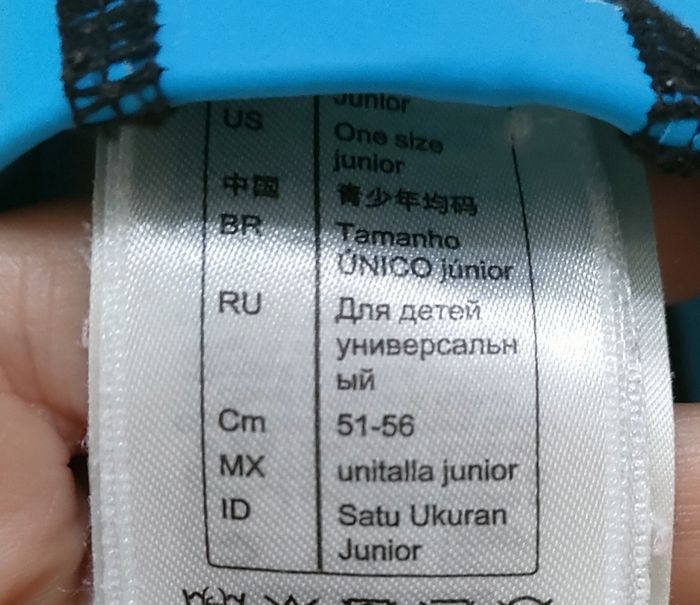 Junior
US One size
junior
中国 青少年均码
BR Tamanho
ÚNICO júnior
RU Для детей
универсальн
ый
Cm 51-56
MX unitalla junior
ID Satu Ukuran
Junior